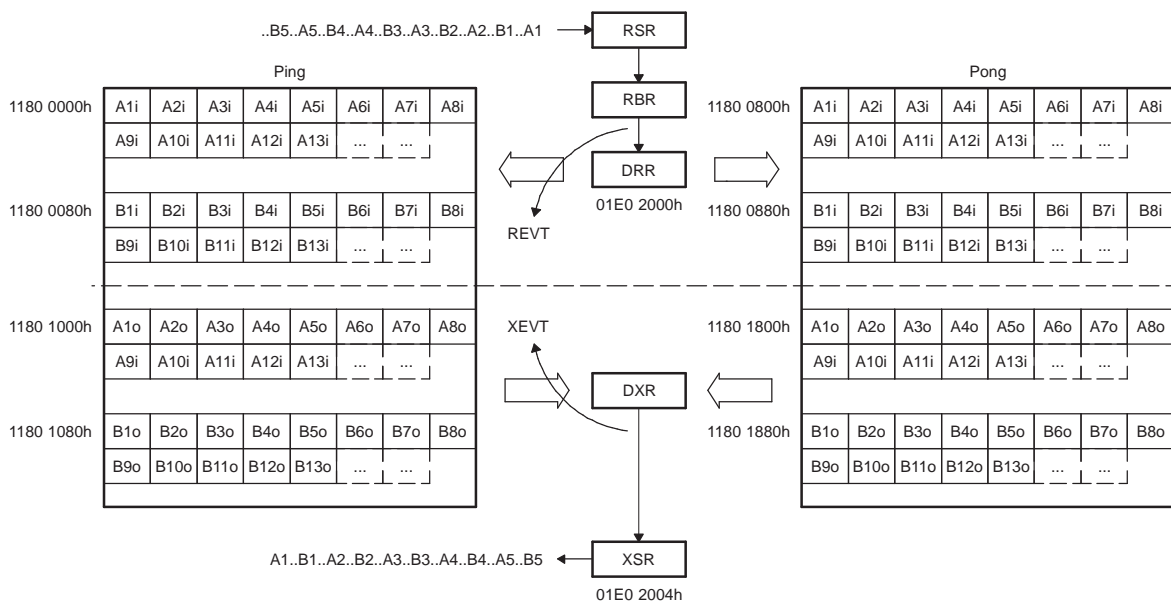 ..B5..A5..B4..A4..B3..A3..B2..A2..B1..A1
RSR
Ping
RBR
Pong
1180 0000h
A1i A2i A3i A4i A5i A6i A7i A8i
A9i A10i A11i A12i A13i ... ...
1180 0800h
A1i A2i A3i A4i A5i A6i A7i A8i
A9i A10i A11i A12i A13i ... ...
DRR
01E0 2000h
REVT
1180 0080h
B1i B2i B3i B4i B5i B6i B7i B8i
B9i B10i B11i B12i B13i ... ...
1180 0880h
B1i B2i B3i B4i B5i B6i B7i B8i
B9i B10i B11i B12i B13i ... ...
1180 1000h
A1o A2o A3o A4o A5o A6o A7o A8o
A9i A10i A11i A12i A13i ... ...
XEVT
1180 1800h
A1o A2o A3o A4o A5o A6o A7o A8o
A9i A10i A11i A12i A13i ... ...
DXR
1180 1080h
B1o B2o B3o B4o B5o B6o B7o B8o
B9o B10o B11o B12o B13o ... ...
1180 1880h
B1o B2o B3o B4o B5o B6o B7o B8o
B9o B10o B11o B12o B13o ... ...
A1..B1..A2..B2..A3..B3..A4..B4..A5..B5
XSR
01E0 2004h